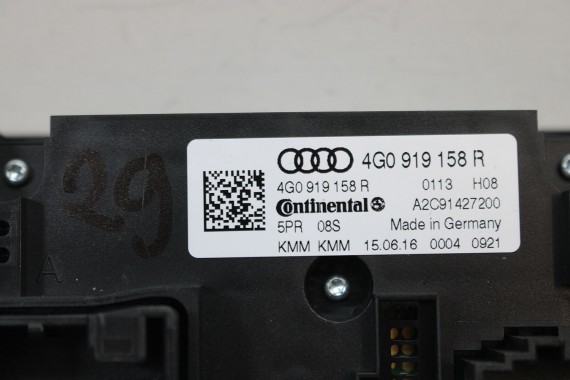 4G0 919 158 R
4G0 919 158 R 0113 H08
Continental A2C91427200
5PR 08S Made in Germany
KMM KMM 15.06.16 0004 0921
29
A